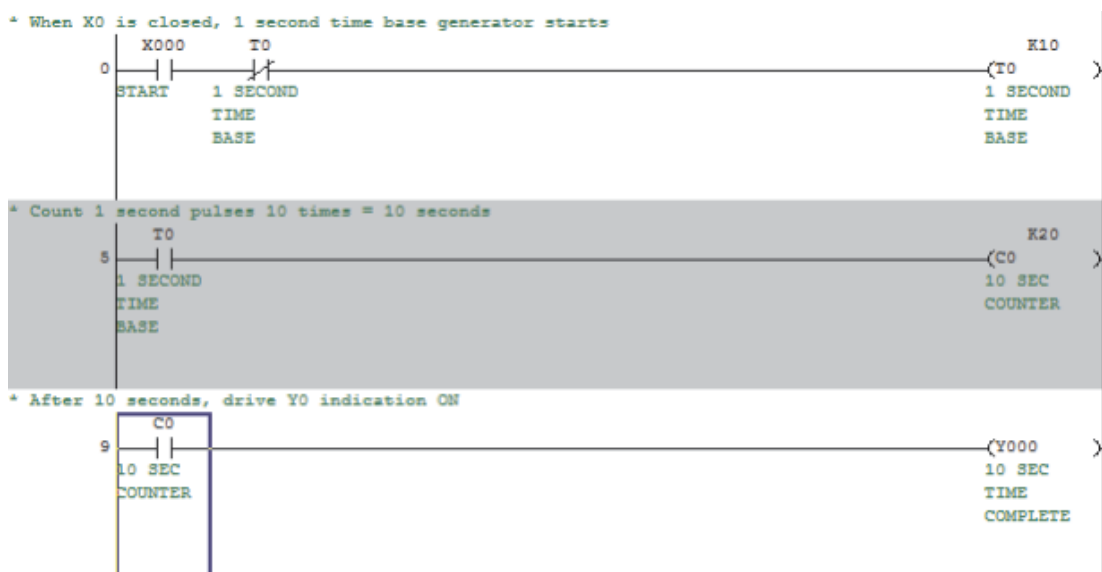 * When X0 is closed, 1 second time base generator starts
X000 T0 K10
0 (T0 )
START 1 SECOND 1 SECOND
TIME TIME
BASE BASE
* Count 1 second pulses 10 times = 10 seconds
T0 K20
5 (C0 )
1 SECOND 10 SEC
TIME COUNTER
BASE
* After 10 seconds, drive Y0 indication ON
C0
9 (Y000 )
10 SEC 10 SEC
COUNTER TIME
COMPLETE